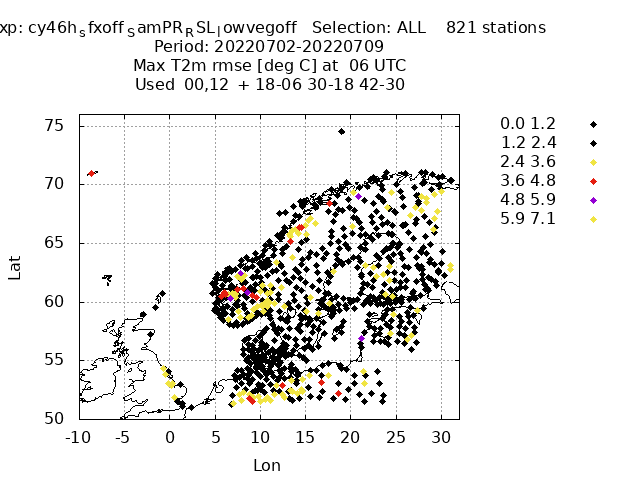 xp: cy46h_sfxoff_SamPR_RSL_lowvegoff Selection: ALL 821 stations
Period: 20220702-20220709
Max T2m rmse [deg C] at 06 UTC
Used 00,12 + 18-06 30-18 42-30
75
70
65
60
55
50
-10 -5 0 5 10 15 20 25 30
Lat
Lon
0.0 1.2
1.2 2.4
2.4 3.6
3.6 4.8
4.8 5.9
5.9 7.1